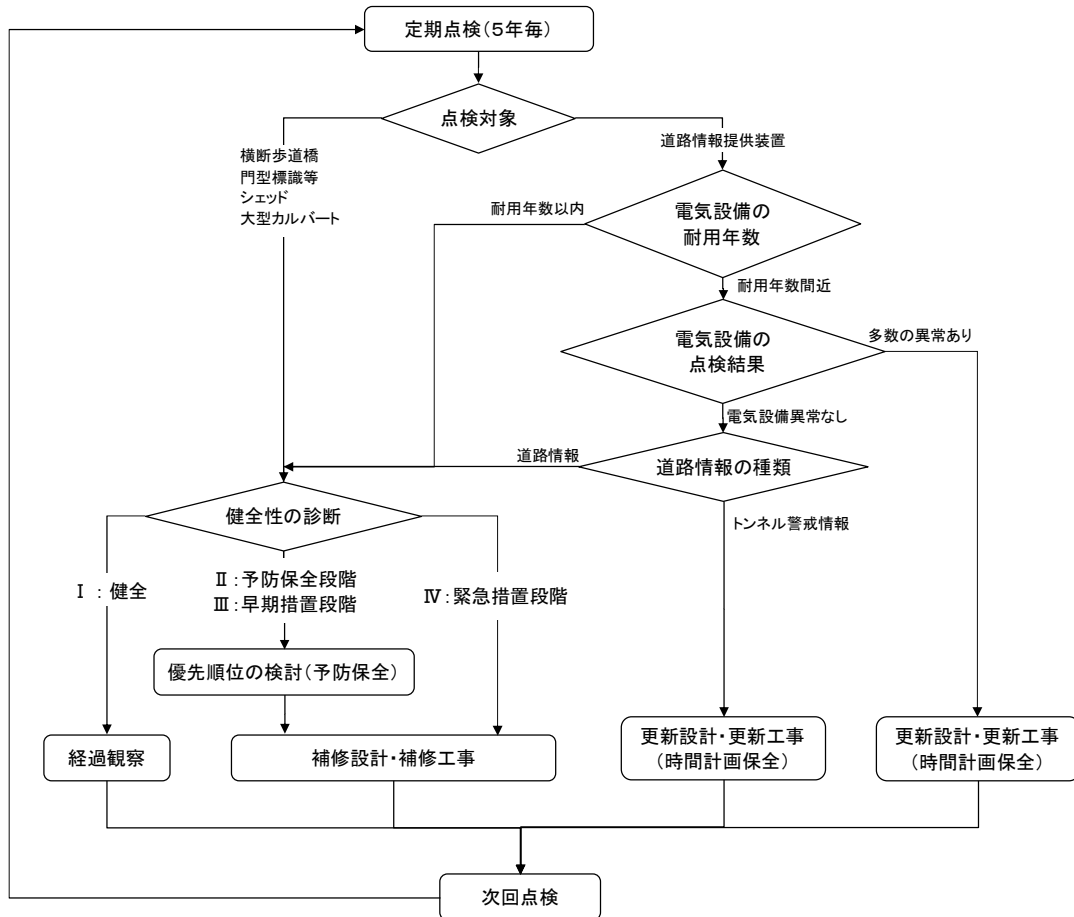 定期点検(5年毎)
点検対象
道路情報提供装置
横断歩道橋
門型標識等
シェッド
大型カルバート
耐用年数以内
電気設備の
耐用年数
耐用年数間近
電気設備の
点検結果
多数の異常あり
電気設備異常なし
道路情報
道路情報の種類
健全性の診断
トンネル警戒情報
Ⅰ :健全
Ⅱ:予防保全段階
Ⅲ:早期措置段階
Ⅳ:緊急措置段階
優先順位の検討(予防保全)
経過観察
補修設計・補修工事
更新設計・更新工事
(時間計画保全)
更新設計・更新工事
(時間計画保全)
次回点検